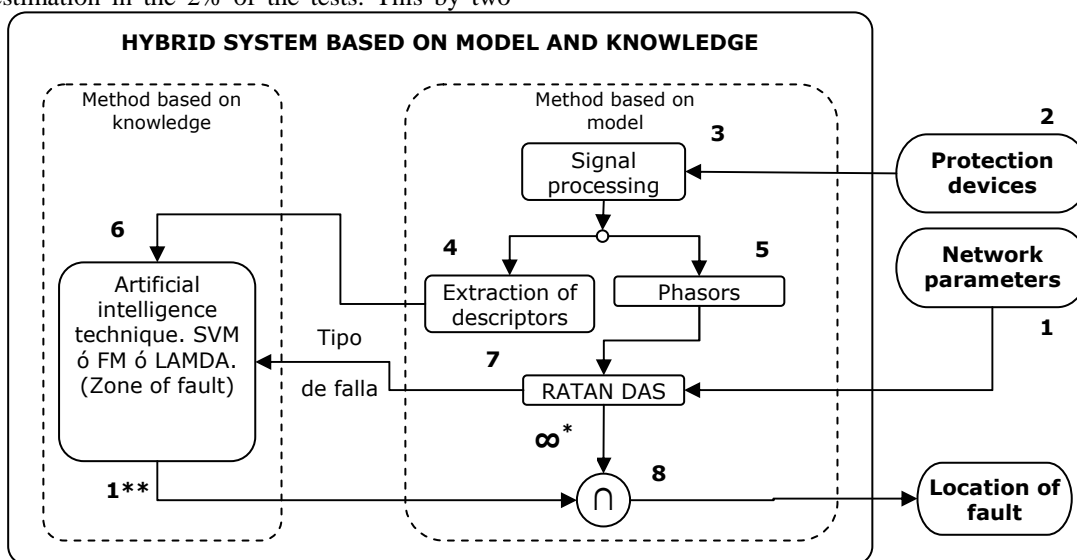 estimation in the 2% of the tests. This by two
HYBRID SYSTEM BASED ON MODEL AND KNOWLEDGE
Method based on
knowledge
Method based on
model
3
Signal
processing
2
Protection
devices
6
4
5
Network
parameters
1
Artificial
intelligence
technique. SVM
ó FM ó LAMDA.
(Zone of fault)
Extraction of
descriptors
Phasors
Tipo
de falla
7
RATAN DAS
∞*
1**
∩
8
Location of
fault